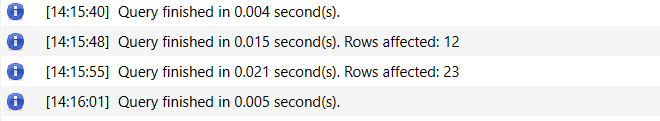 [14:15:40] Query finished in 0.004 second(s).
[14:15:48] Query finished in 0.015 second(s). Rows affected: 12
[14:15:55] Query finished in 0.021 second(s). Rows affected: 23
[14:16:01] Query finished in 0.005 second(s).